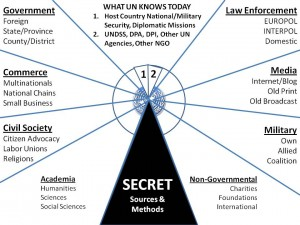 Government
Foreign
State/Province
County/District
WHAT UN KNOWS TODAY
1. Host Country National/Military
Security, Diplomatic Missions
2. UNDSS, DPA, DPI, Other UN
Agencies, Other NGO
Law Enforcement
EUROPOL
INTERPOL
Domestic
Commerce
Multinationals
National Chains
Small Business
1 2
Media
Internet/Blog
Old Print
Old Broadcast
Civil Society
Citizen Advocacy
Labor Unions
Religions
Military
Own
Allied
Coalition
Academia
Humanities
Sciences
Social Sciences
SECRET
Sources &
Methods
Non-Governmental
Charities
Foundations
International